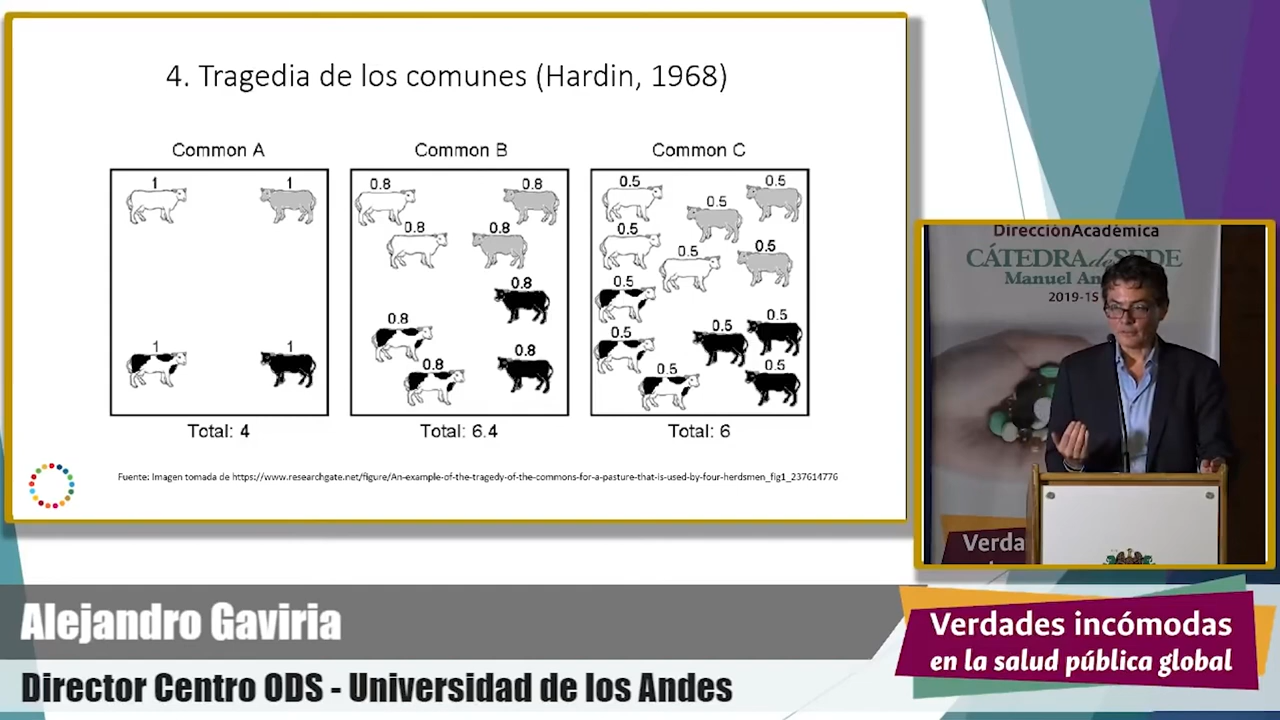 4. Tragedia de los comunes (Hardin, 1968)
Common A
Common B
Common C
1
1
1
1
0.8
0.8
0.8
0.8
0.8
0.8
0.8
0.8
0.5
0.5
0.5
0.5
0.5
0.5
0.5
0.5
0.5
0.5
0.5
0.5
Total: 4
Total: 6.4
Total: 6
Fuente: Imagen tomada de https://www.researchgate.net/figure/An-example-of-the-tragedy-of-the-commons-for-a-pasture-that-is-used-by-four-herdsmen_fig1_237614776
DirecciónAcadémica
CÁTEDRA de SEDE
Manuel
2019-1S
Alejandro Gaviria
Director Centro ODS - Universidad de los Andes
Verdades incómodas
en la salud pública global